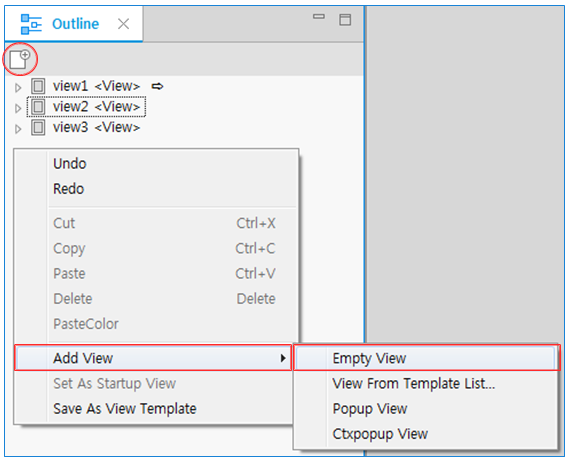 Outline
view1 <View>
view2 <View>
view3 <View>
Undo
Redo
Cut Ctrl+X
Copy Ctrl+C
Paste Ctrl+V
Delete Delete
PasteColor
Add View
Set As Startup View
Save As View Template
Empty View
View From Template List...
Popup View
Ctxpopup View